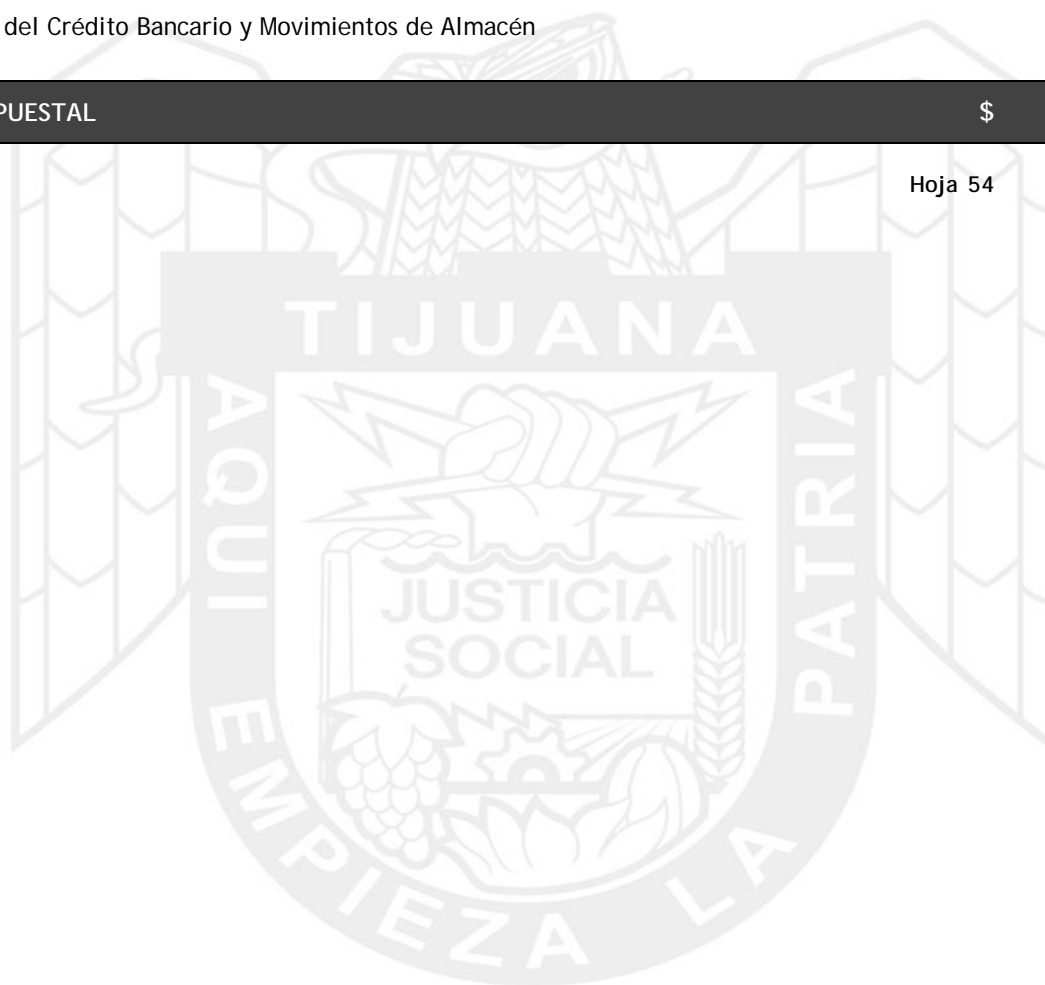 del Crédito Bancario y Movimientos de Almacén
PUESTAL $
Hoja 54
TIJUANA
AQUI EMPIEZA LA PATRIA
JUSTICIA
SOCIAL